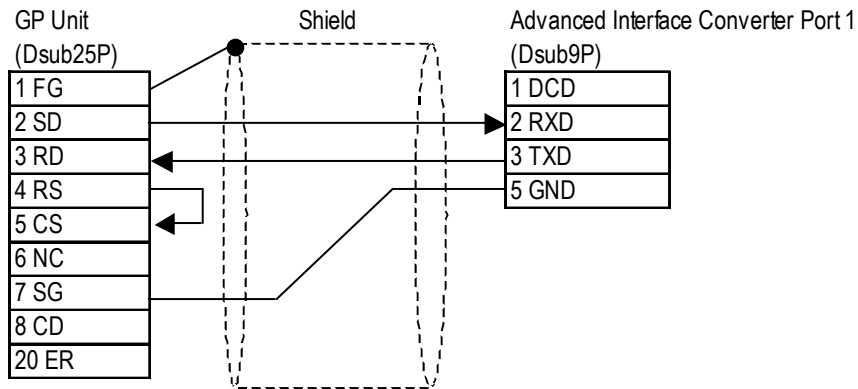 GP Unit
(Dsub25P)
1 FG
2 SD
3 RD
4 RS
5 CS
6 NC
7 SG
8 CD
20 ER
Shield
Advanced Interface Converter Port 1
(Dsub9P)
1 DCD
2 RXD
3 TXD
5 GND